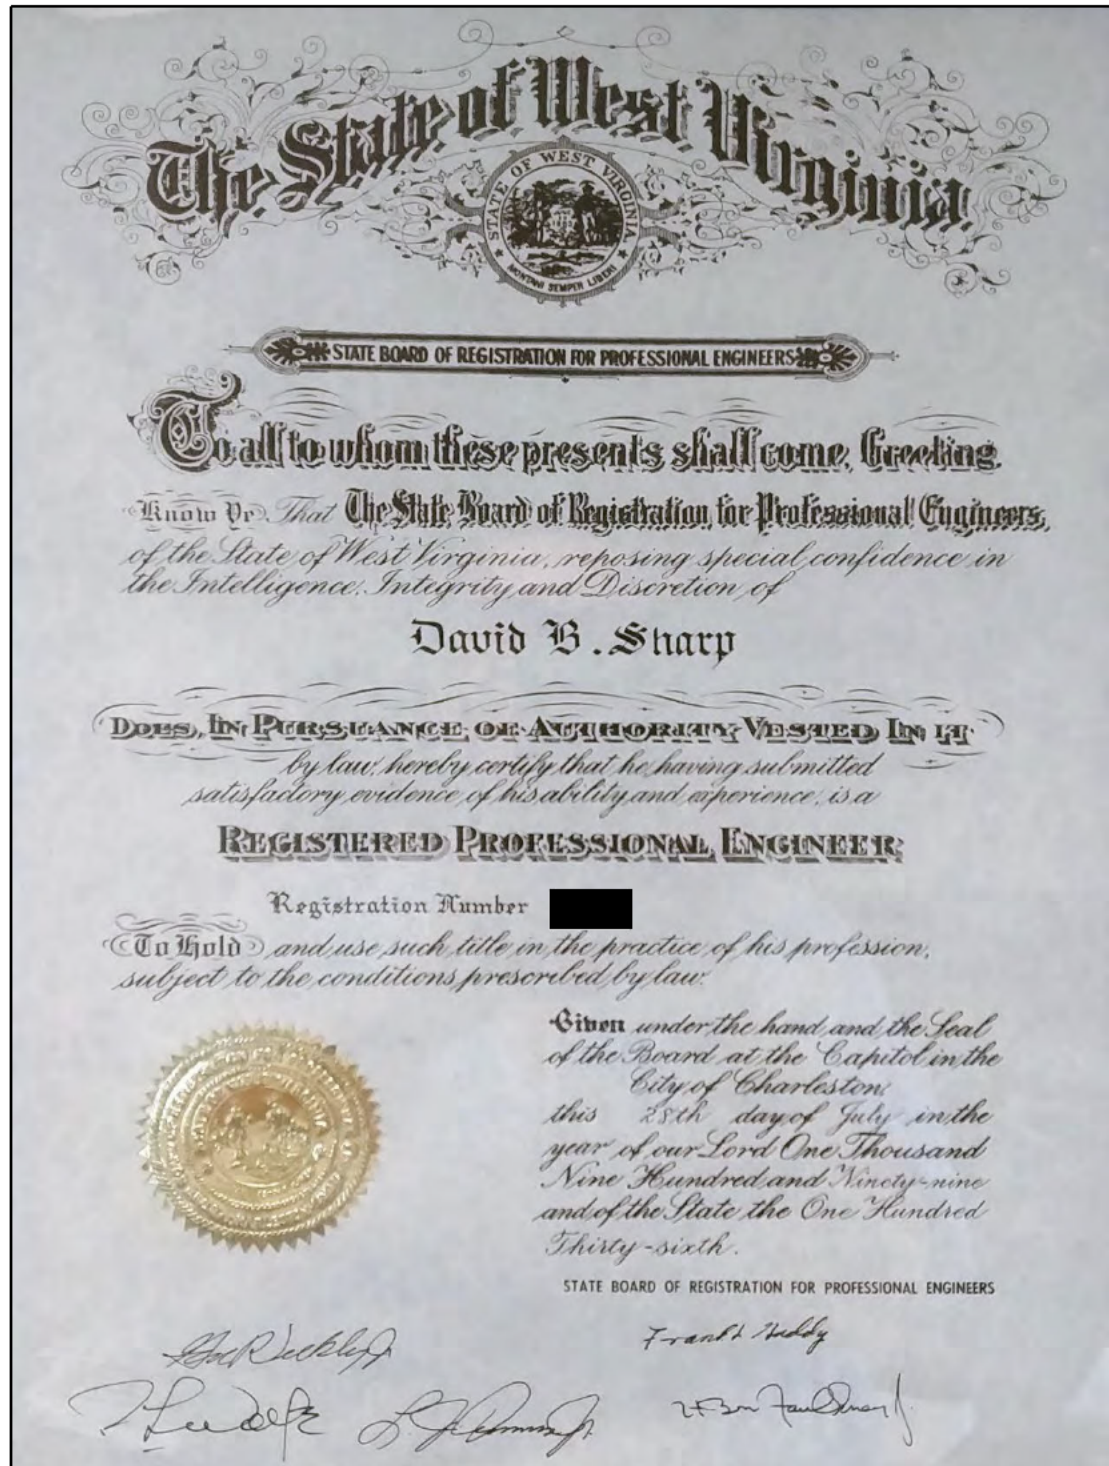 The State of West Virginia
STATE OF WEST VIRGINIA
MONTANI SEMPER LIBERI
STATE BOARD OF REGISTRATION FOR PROFESSIONAL ENGINEERS
To all to whom these presents shall come, Greeting
Know Ye That The State Board of Registration for Professional Engineers,
of the State of West Virginia, reposing special confidence in
the Intelligence, Integrity and Discretion of
David B. Sharp
DOES, IN PURSUANCE OF AUTHORITY VESTED IN IT
by law, hereby certify that he having submitted
satisfactory evidence of his ability and experience, is a
REGISTERED PROFESSIONAL ENGINEER
Registration Number
To Hold and use such title in the practice of his profession,
subject to the conditions prescribed by law.
Given under the hand and the Seal
of the Board at the Capitol in the
City of Charleston,
this 28th day of July in the
year of our Lord One Thousand
Nine Hundred and Ninety-nine
and of the State the One Hundred
Thirty-sixth.
STATE BOARD OF REGISTRATION FOR PROFESSIONAL ENGINEERS